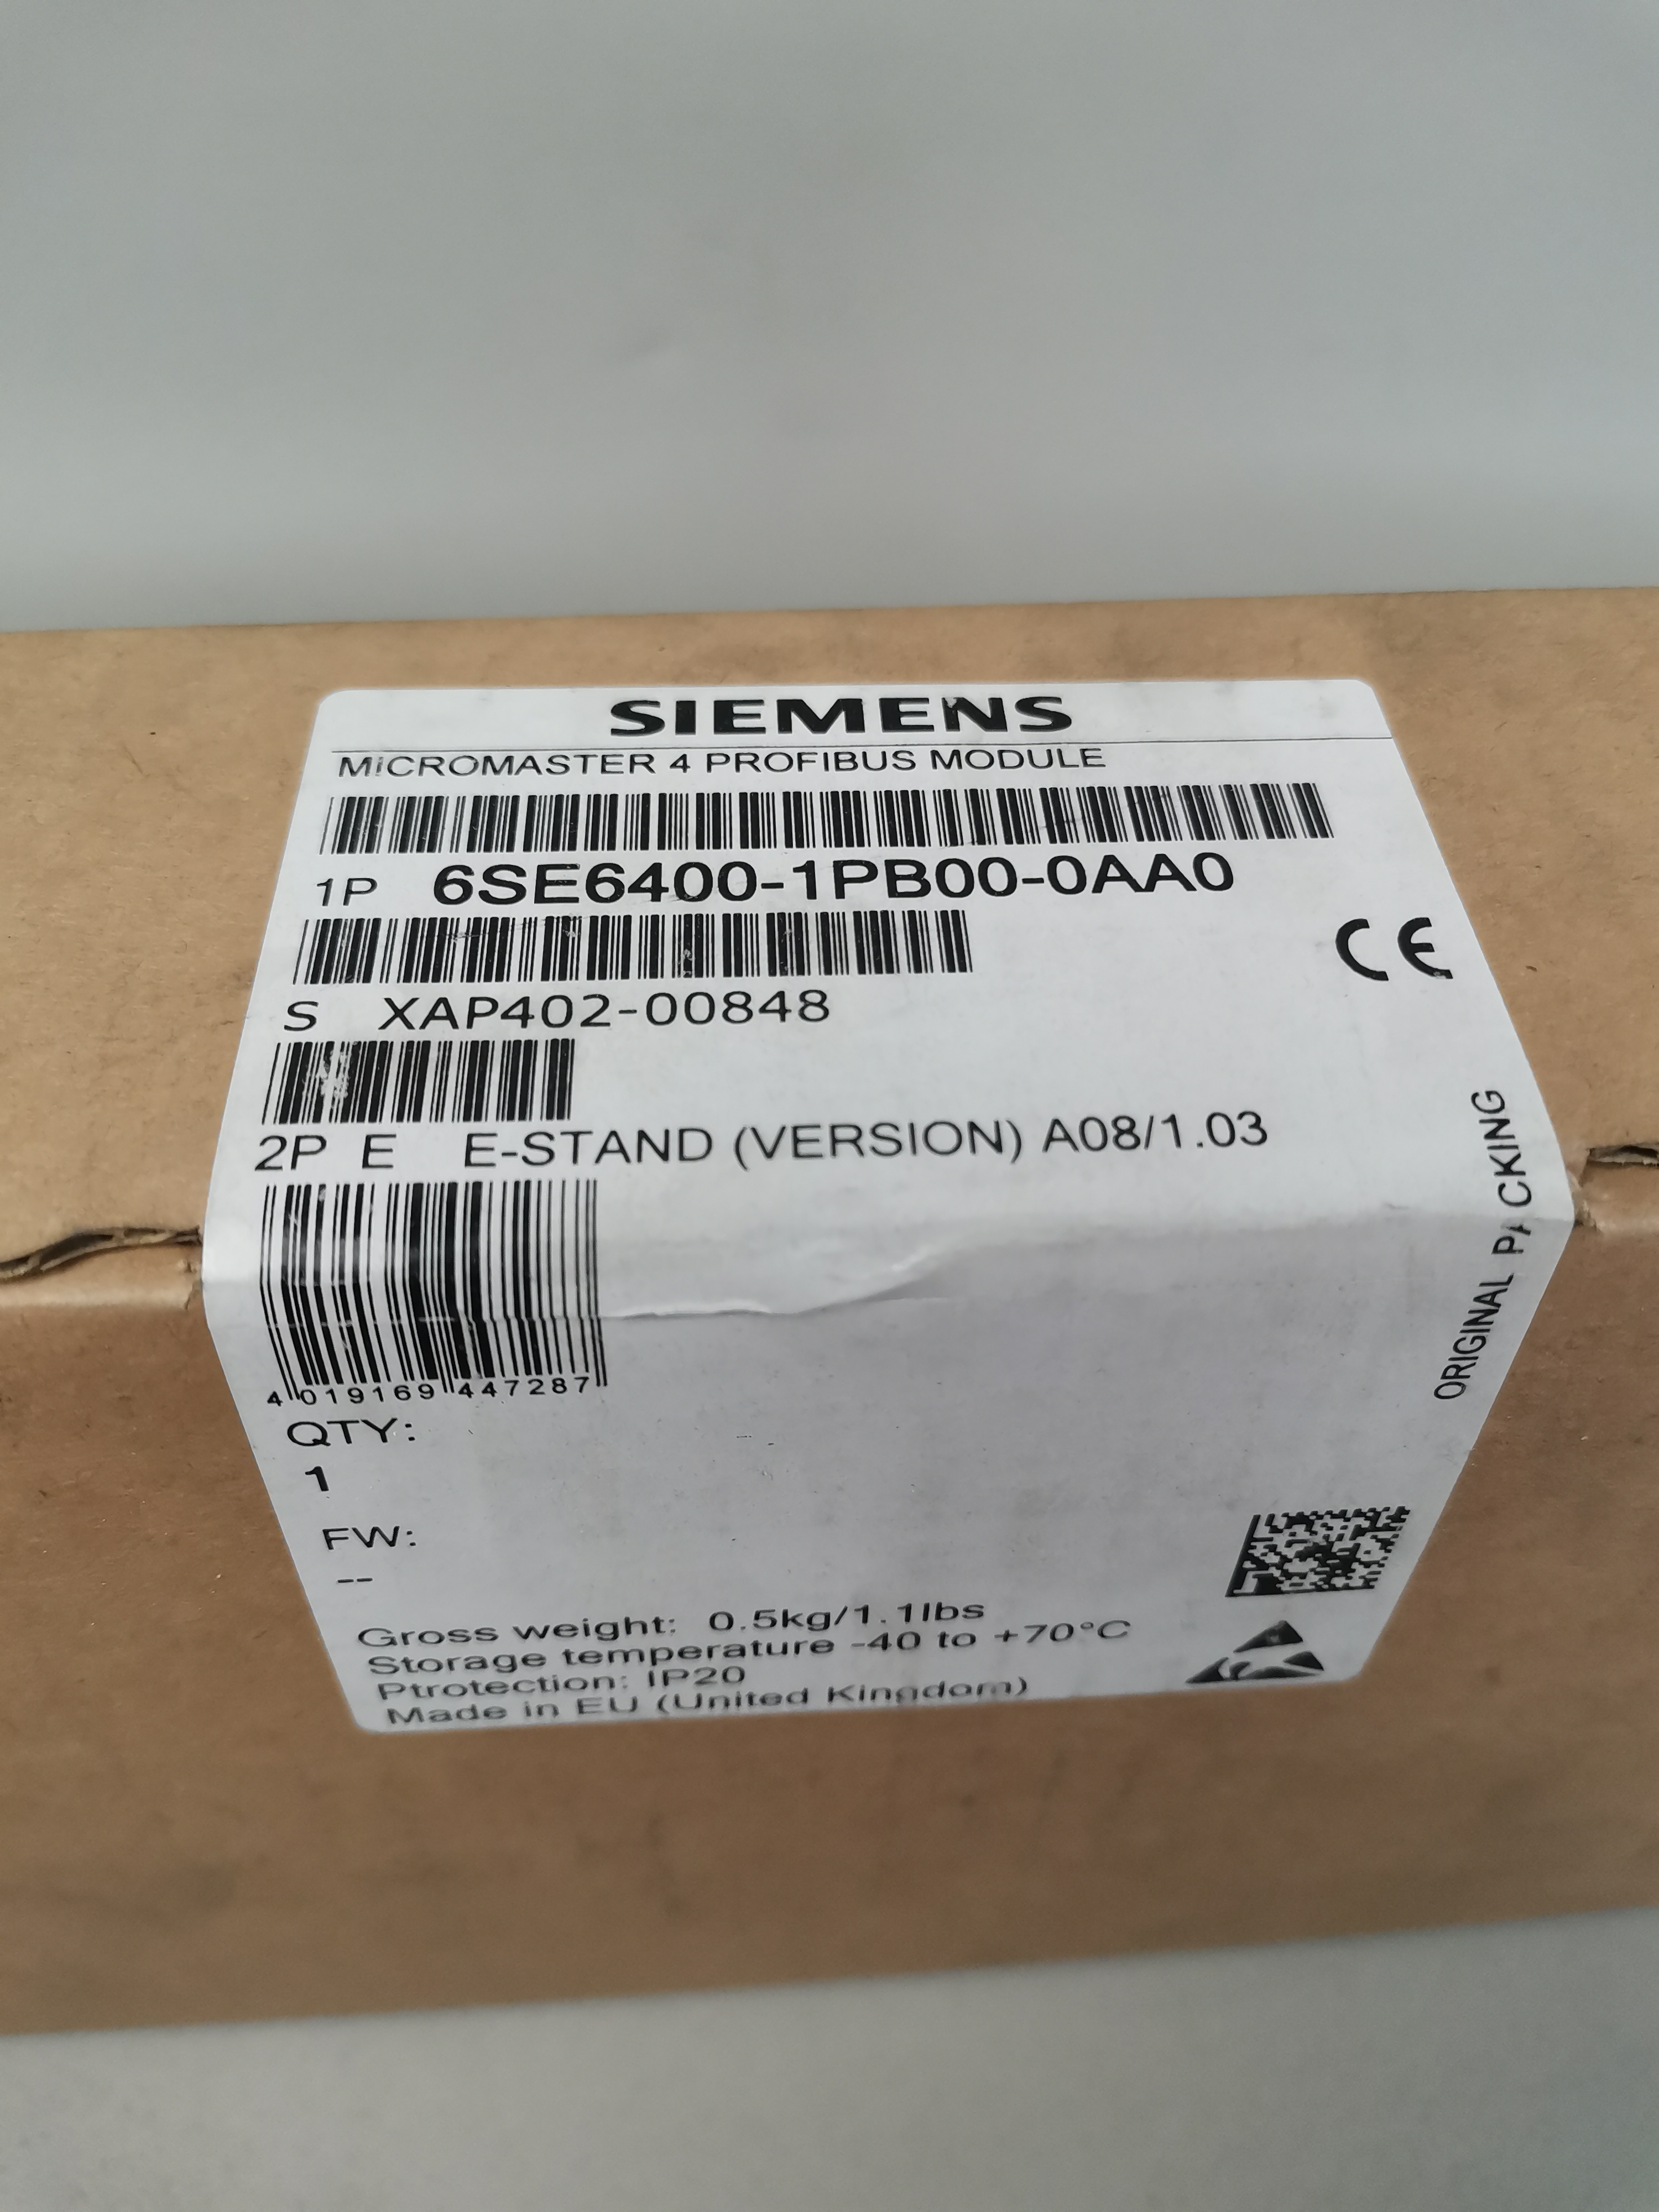 SIEMENS
MICROMASTER 4 PROFIBUS MODULE
1P 6SE6400-1PB00-0AA0
CE
S XAP402-00848
2P E E-STAND (VERSION) A08/1.03
ORIGINAL PACKING
4 019169 447287
QTY:
1
FW:
--
Gross weight: 0.5kg/1.1lbs
Storage temperature -40 to +70°C
Ptrotection: IP20
Made in EU (United Kingdom)